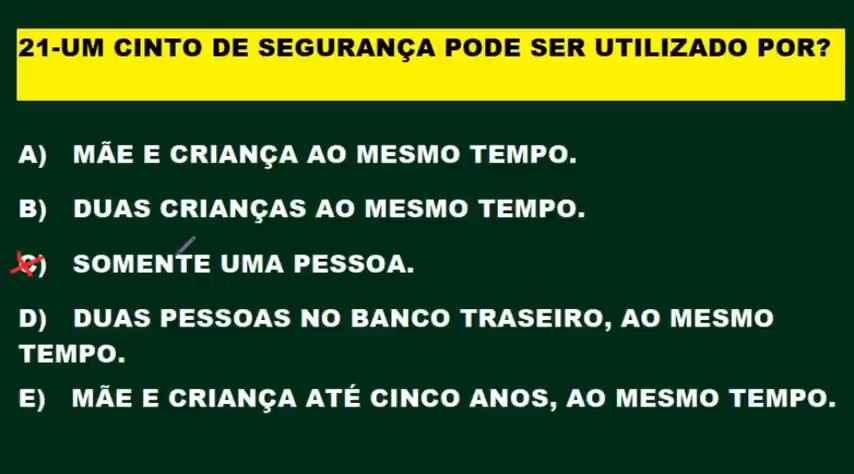 21-UM CINTO DE SEGURANÇA PODE SER UTILIZADO POR?
A) MÃE E CRIANÇA AO MESMO TEMPO.
B) DUAS CRIANÇAS AO MESMO TEMPO.
C) SOMENTE UMA PESSOA.
D) DUAS PESSOAS NO BANCO TRASEIRO, AO MESMO
TEMPO.
E) MÃE E CRIANÇA ATÉ CINCO ANOS, AO MESMO TEMPO.